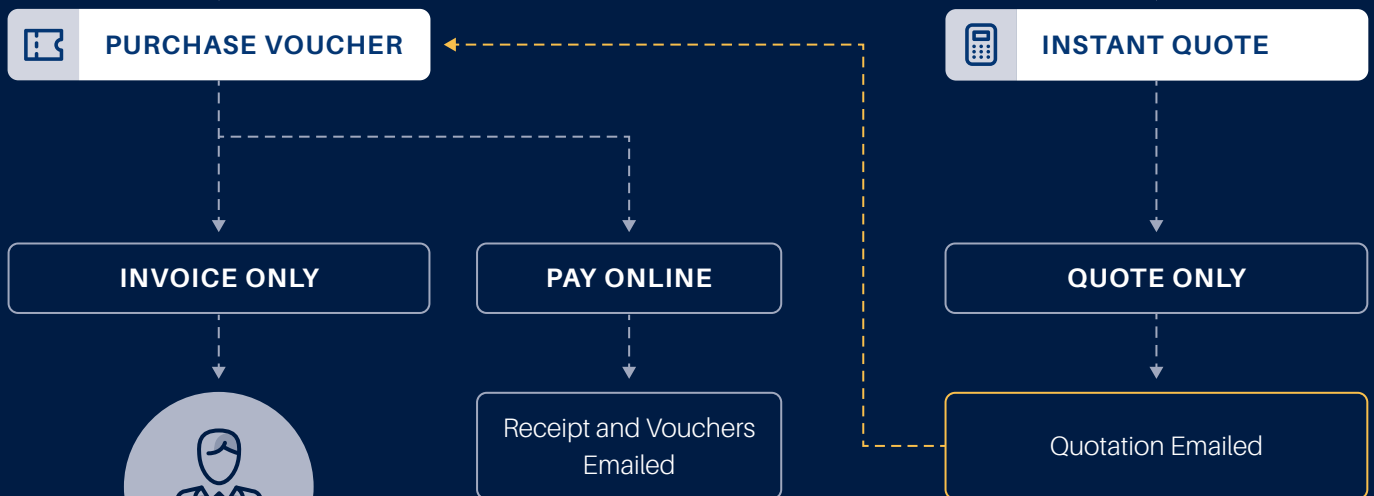 PURCHASE VOUCHER
INSTANT QUOTE
INVOICE ONLY
PAY ONLINE
QUOTE ONLY
Receipt and Vouchers
Emailed
Quotation Emailed